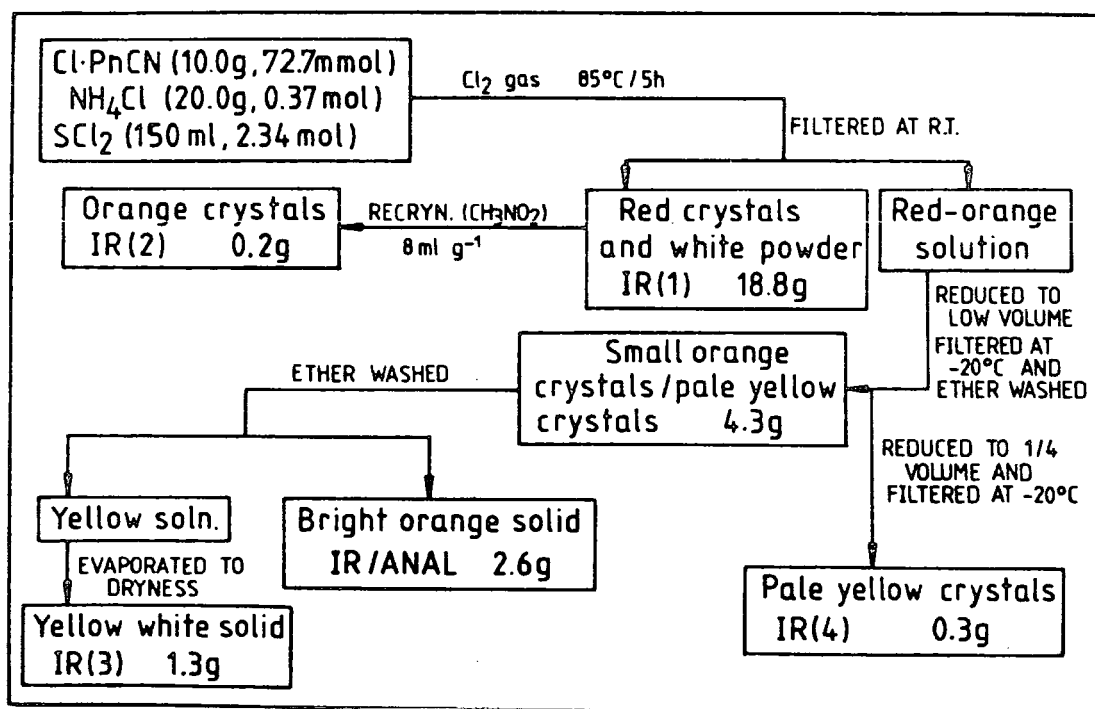 Cl·PnCN (10.0g, 72.7mmol)
NH₄Cl (20.0g, 0.37 mol)
SCl₂ (150 ml, 2.34 mol)
Cl₂ gas 85°C/5h
FILTERED AT R.T.
Orange crystals
IR(2) 0.2g
RECRYN. (CH₃NO₂)
8 ml g⁻¹
Red crystals
and white powder
IR(1) 18.8g
Red-orange
solution
REDUCED TO
LOW VOLUME
FILTERED AT
-20°C AND
ETHER WASHED
Small orange
crystals/pale yellow
crystals 4.3g
ETHER WASHED
REDUCED TO 1/4
VOLUME AND
FILTERED AT -20°C
Yellow soln.
Bright orange solid
IR/ANAL 2.6g
EVAPORATED TO
DRYNESS
Yellow white solid
IR(3) 1.3g
Pale yellow crystals
IR(4) 0.3g